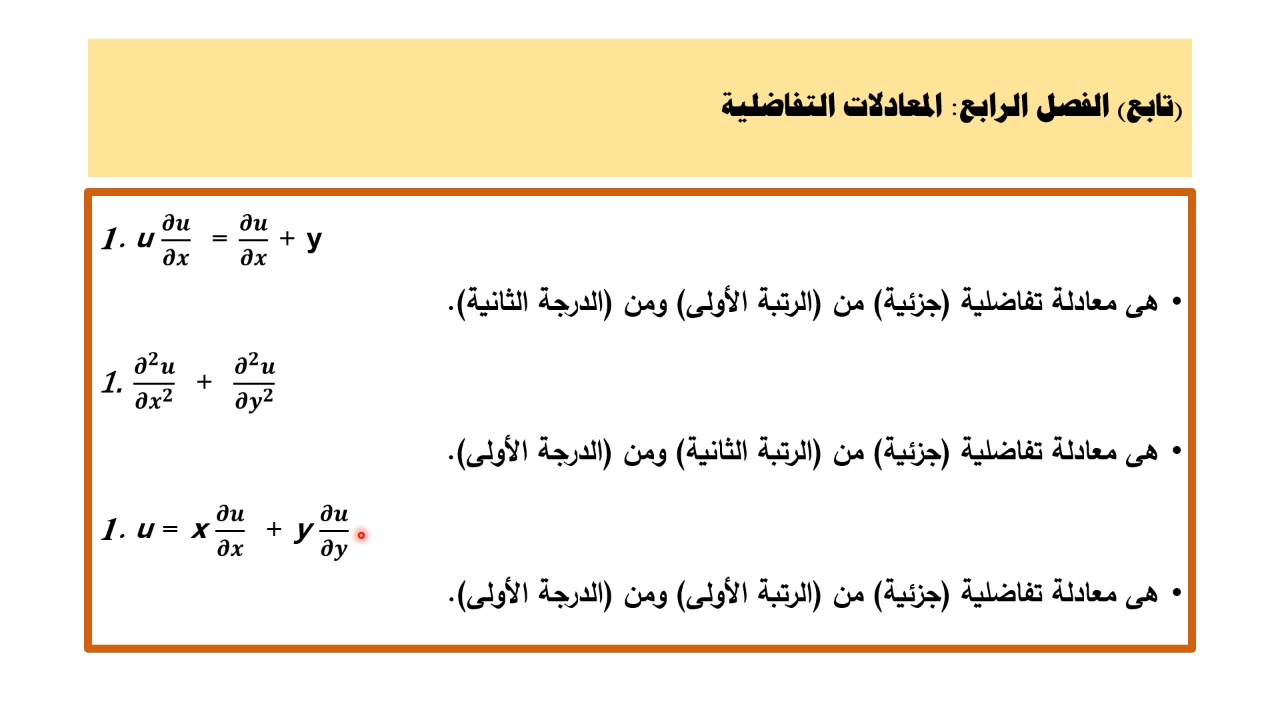 (تابع) الفصل الرابع: المعادلات التفاضلية
1. u ∂u/∂x = ∂u/∂x + y
• هى معادلة تفاضلية (جزئية) من (الرتبة الأولى) ومن (الدرجة الثانية).
1. ∂²u/∂x² + ∂²u/∂y²
• هى معادلة تفاضلية (جزئية) من (الرتبة الثانية) ومن (الدرجة الأولى).
1. u = x ∂u/∂x + y ∂u/∂y
• هى معادلة تفاضلية (جزئية) من (الرتبة الأولى) ومن (الدرجة الأولى).